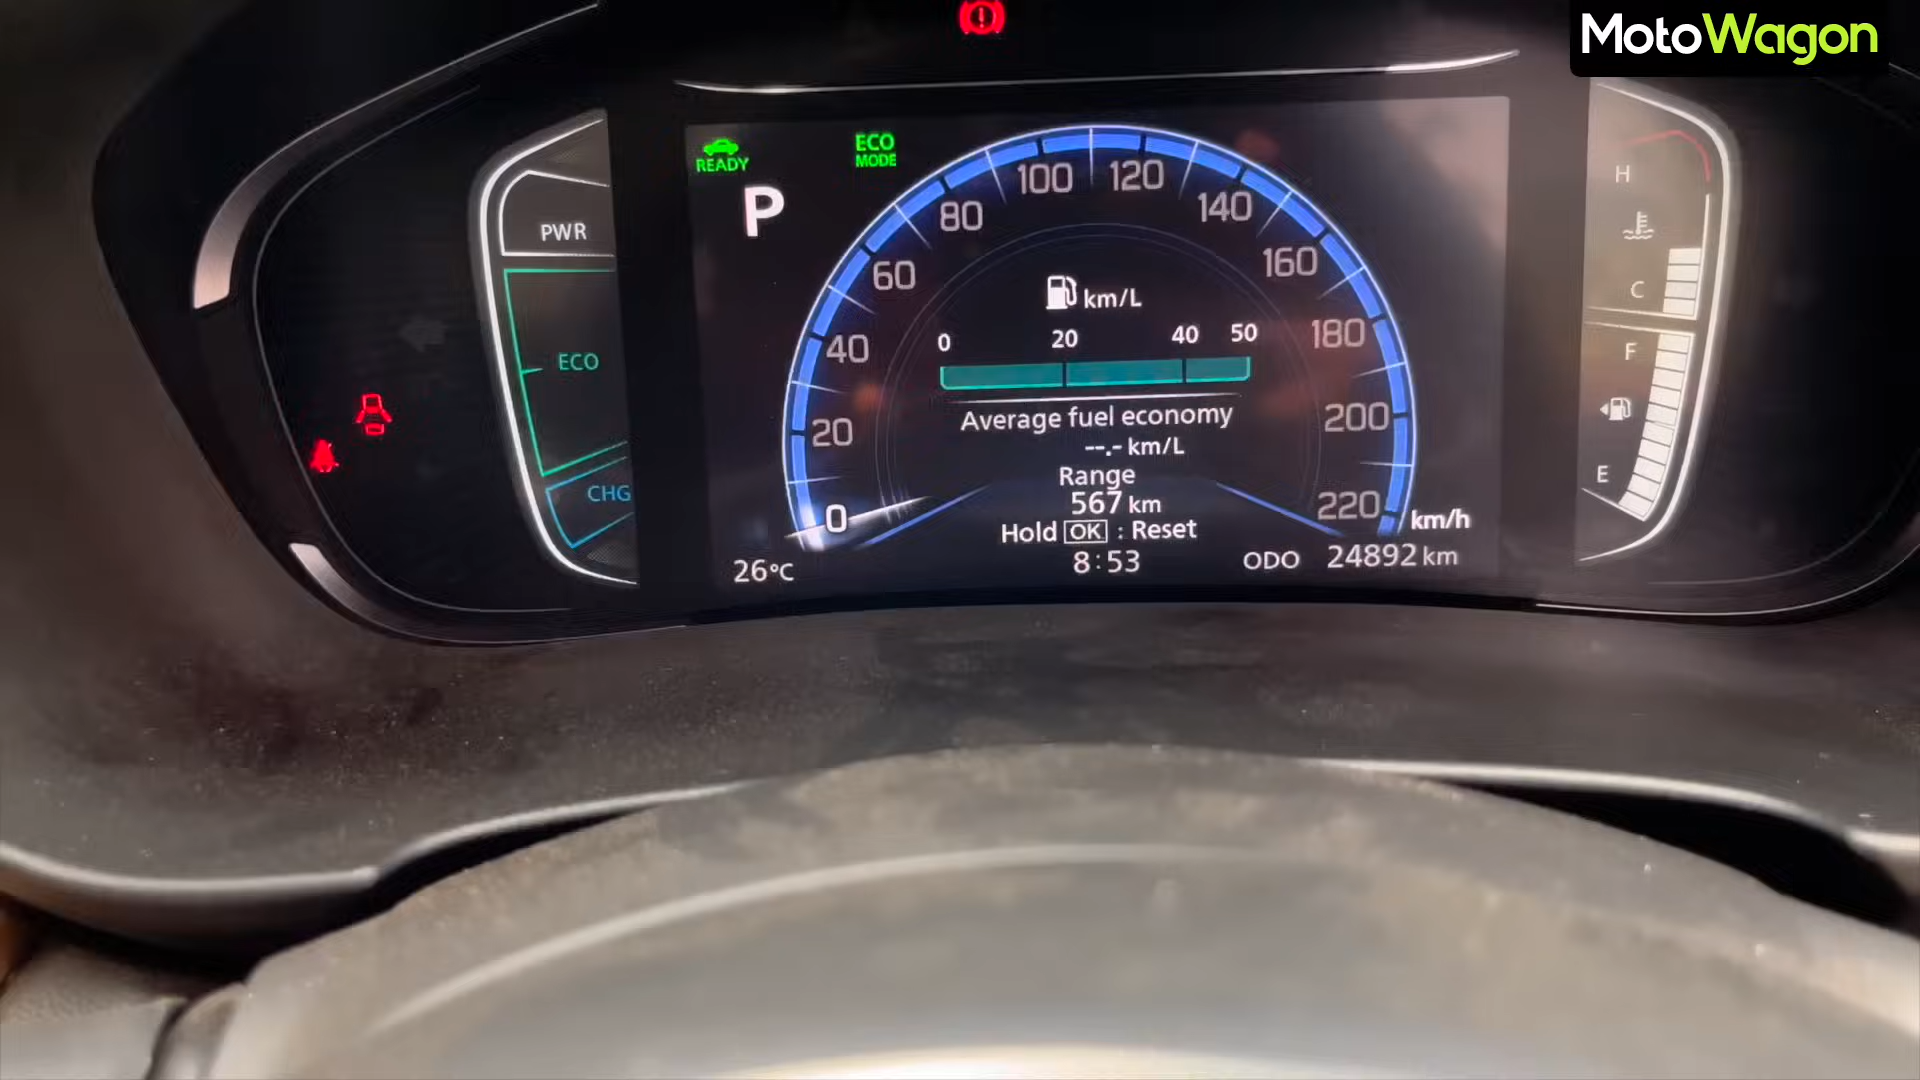 MotoWagon
READY
ECO
MODE
P
PWR
ECO
CHG
0
20
40
60
80
100
120
140
160
180
200
220
km/h
km/L
0 20 40 50
Average fuel economy
--.- km/L
Range
567 km
Hold OK : Reset
8:53
26°C
ODO 24892 km
H
C
F
E